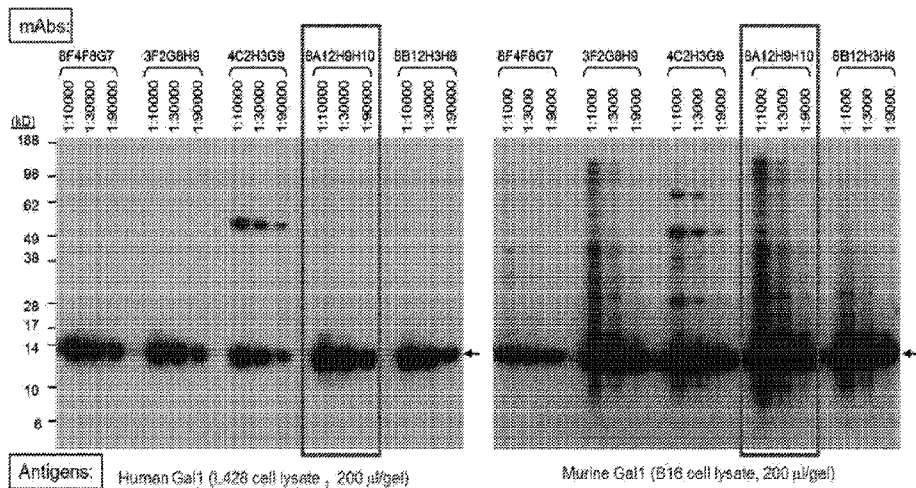 mAbs:
8F4F8G7 3F2G8H9 4C2H3G9 8A12H9H10 8B12H3H8 8F4F8G7 3F2G8H9 4C2H3G9 8A12H9H10 8B12H3H8
1:10000 1:30000 1:90000 1:10000 1:30000 1:90000 1:10000 1:30000 1:90000 1:10000 1:30000 1:90000 1:10000 1:30000 1:90000 1:1000 1:3000 1:9000 1:1000 1:3000 1:9000 1:1000 1:3000 1:9000 1:1000 1:3000 1:9000 1:1000 1:3000 1:9000
(kD)
188
98
62
49
38
28
17
14
10
6
Antigens: Human Gal1 (L428 cell lysate , 200 µl/gel) Murine Gal1 (B16 cell lysate, 200 µl/gel)